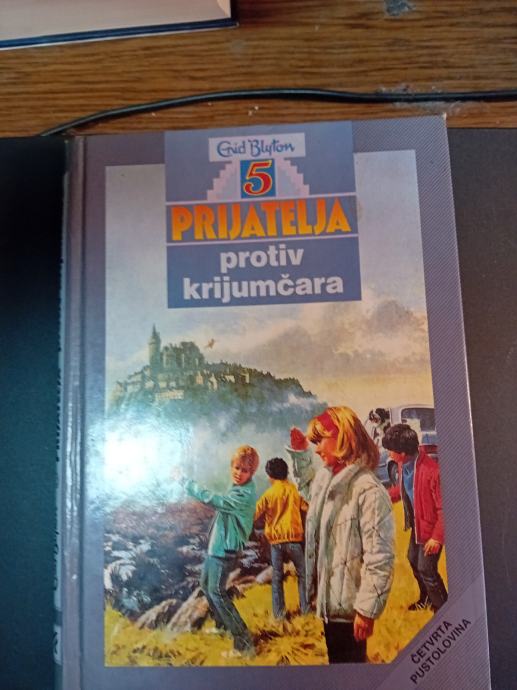 Enid Blyton
5
PRIJATELJA
protiv
krijumčara
ČETVRTA
PUSTOLOVINA